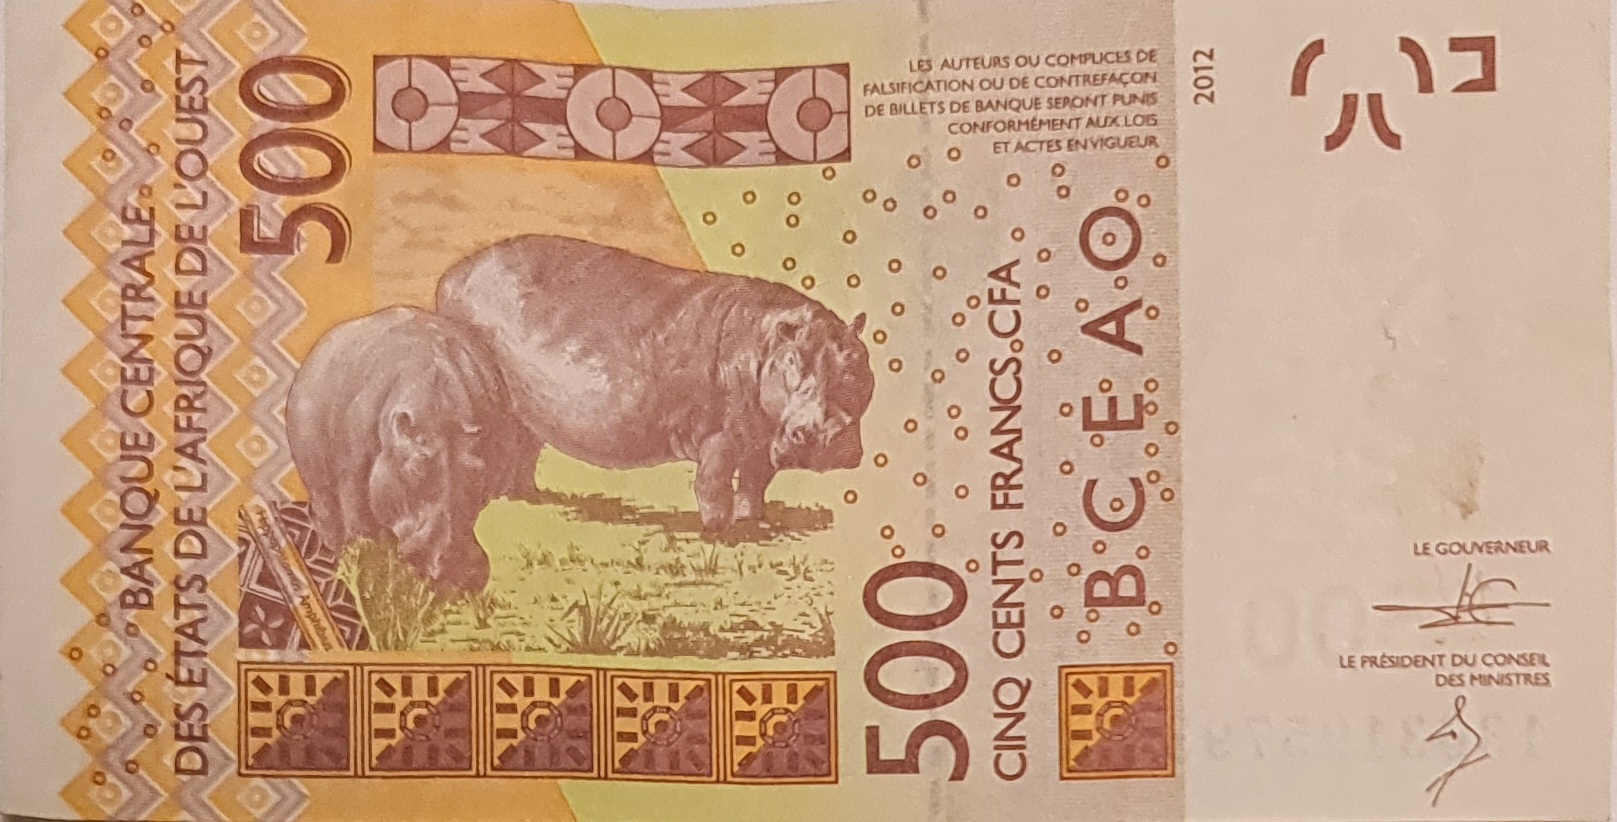 BANQUE CENTRALE
DES ÉTATS DE L'AFRIQUE DE L'OUEST
500
LES AUTEURS OU COMPLICES DE
FALSIFICATION OU DE CONTREFAÇON
DE BILLETS DE BANQUE SERONT PUNIS
CONFORMÉMENT AUX LOIS
ET ACTES EN VIGUEUR
2012
500
CINQ CENTS FRANCS.CFA
B C E A O
LE GOUVERNEUR
LE PRÉSIDENT DU CONSEIL
DES MINISTRES